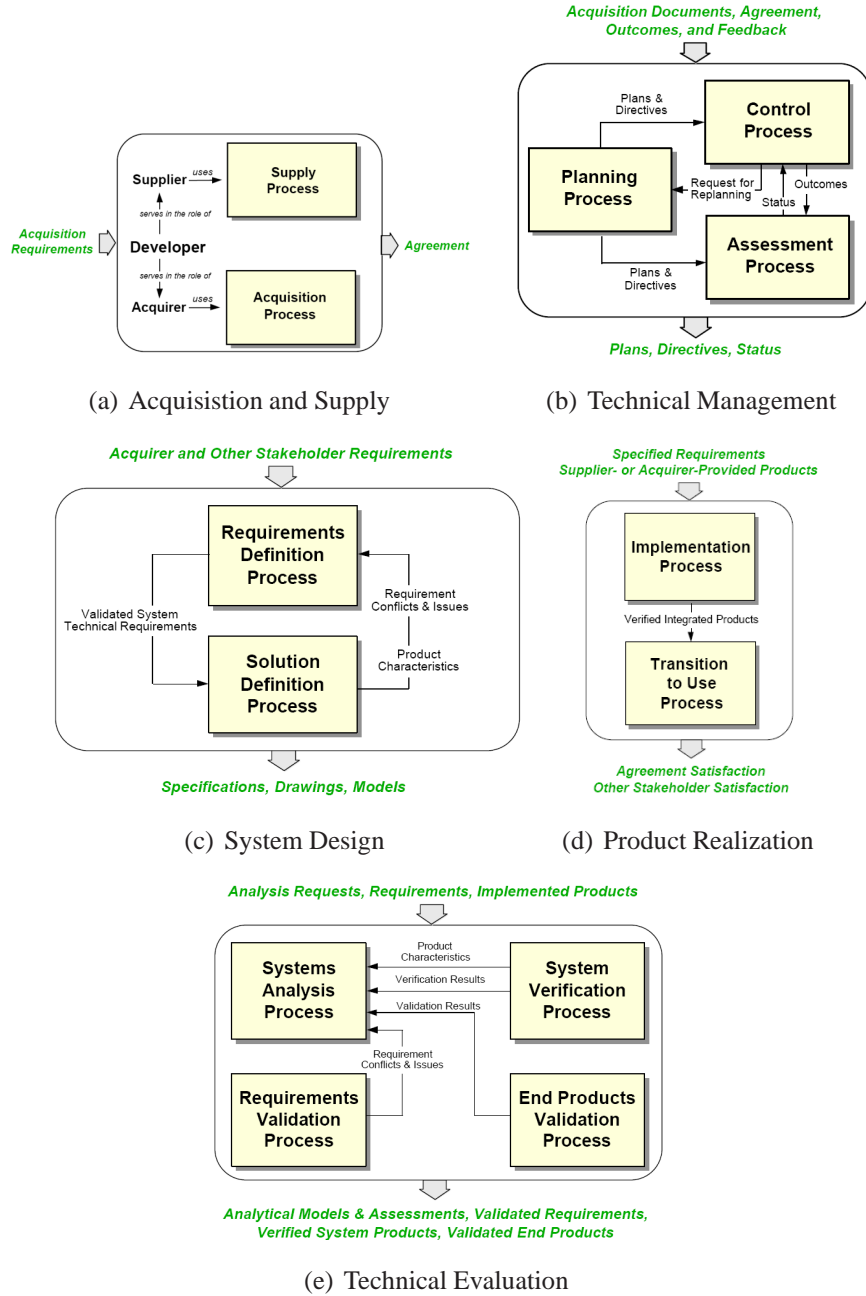 Acquisition Requirements
Supplier
uses
Supply
Process
serves in the role of
Developer
serves in the role of
Acquirer
uses
Acquisition
Process
Agreement
(a) Acquisistion and Supply
Acquisition Documents, Agreement,
Outcomes, and Feedback
Plans &
Directives
Control
Process
Planning
Process
Request for
Replanning
Outcomes
Status
Assessment
Process
Plans &
Directives
Plans, Directives, Status
(b) Technical Management
Acquirer and Other Stakeholder Requirements
Requirements
Definition
Process
Requirement
Conflicts & Issues
Validated System
Technical Requirements
Product
Characteristics
Solution
Definition
Process
Specifications, Drawings, Models
(c) System Design
Specified Requirements
Supplier- or Acquirer-Provided Products
Implementation
Process
Verified Integrated Products
Transition
to Use
Process
Agreement Satisfaction
Other Stakeholder Satisfaction
(d) Product Realization
Analysis Requests, Requirements, Implemented Products
Systems
Analysis
Process
Product
Characteristics
Verification Results
Validation Results
System
Verification
Process
Requirement
Conflicts & Issues
Requirements
Validation
Process
End Products
Validation
Process
Analytical Models & Assessments, Validated Requirements,
Verified System Products, Validated End Products
(e) Technical Evaluation